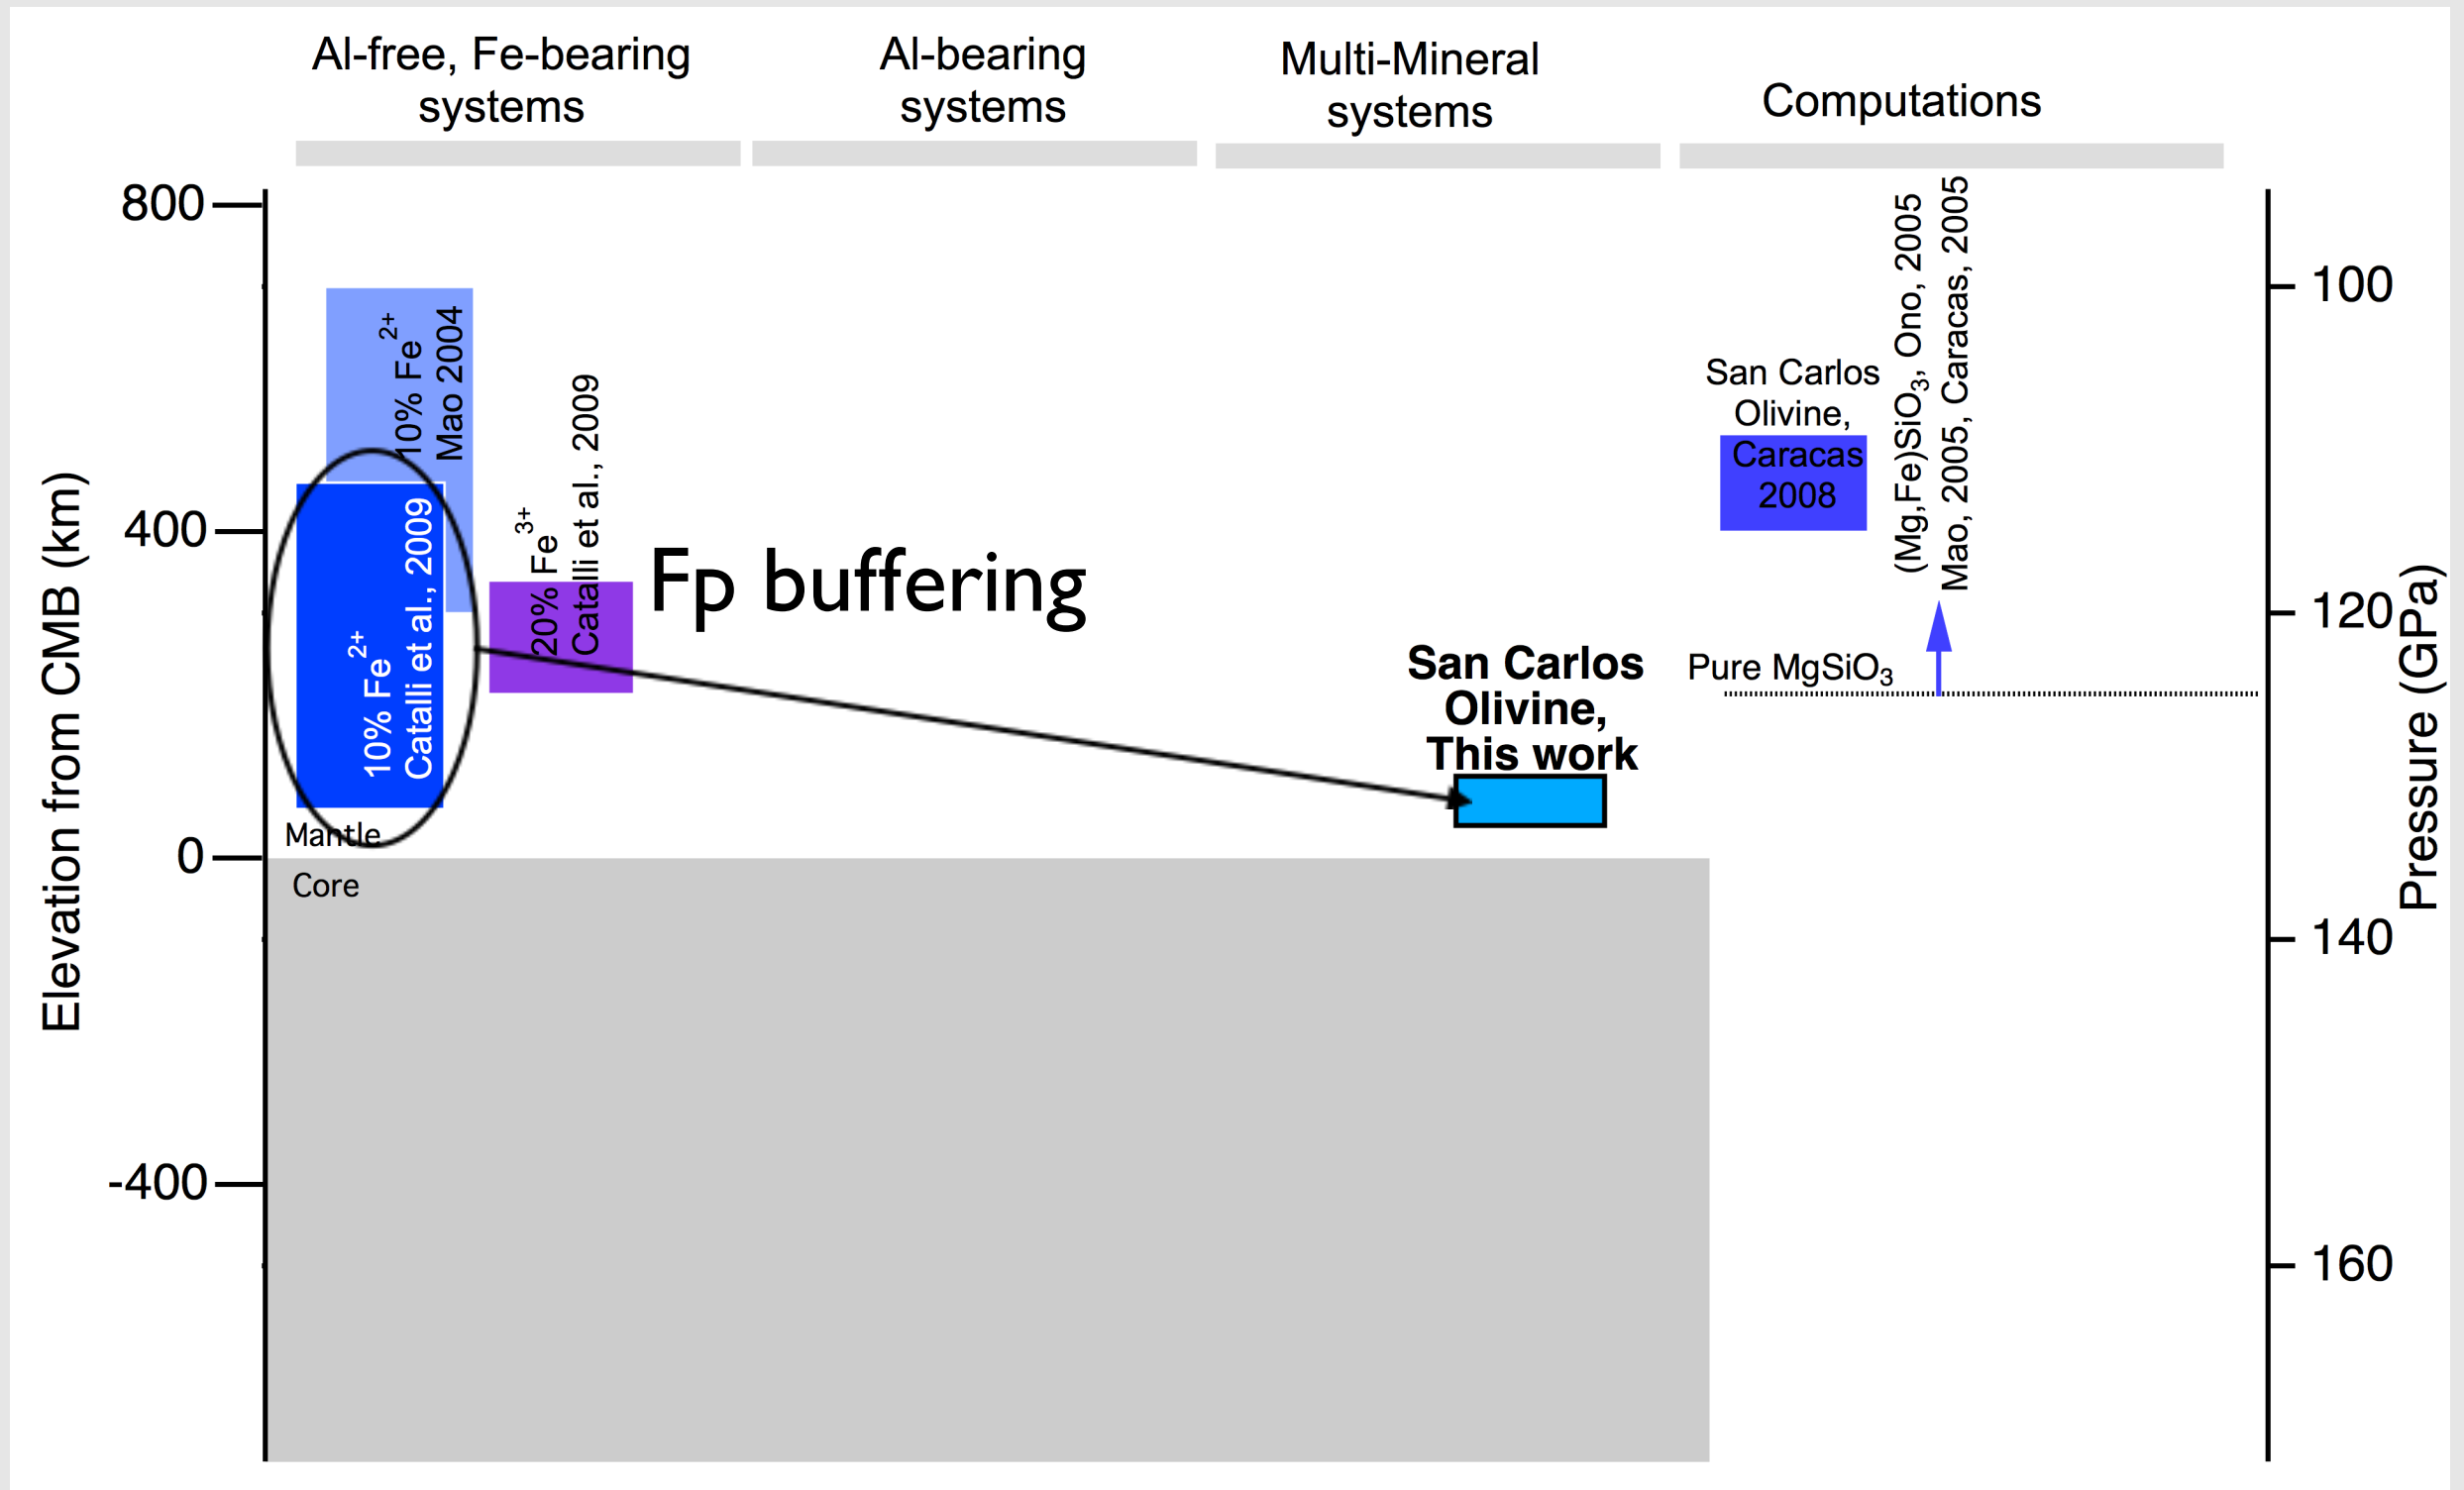 Al-free, Fe-bearing
systems
Al-bearing
systems
Multi-Mineral
systems
Computations
Elevation from CMB (km)
800
400
0
-400
10% Fe²⁺
Mao 2004
10% Fe²⁺
Catalli et al., 2009
20% Fe³⁺
Catalli et al., 2009
Fp buffering
Mantle
Core
San Carlos
Olivine,
This work
San Carlos
Olivine,
Caracas
2008
(Mg,Fe)SiO₃, Ono, 2005
Mao, 2005, Caracas, 2005
Pure MgSiO₃
100
120
140
160
Pressure (GPa)